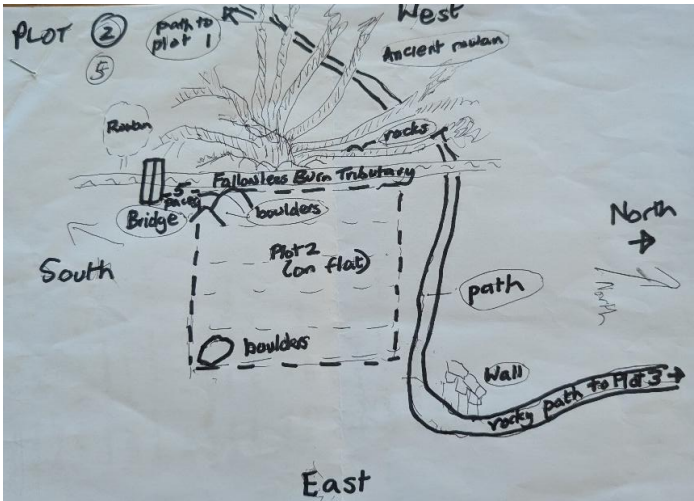 PLOT 2
5
path to
plot 1
West
Ancient rowan
Rowan
rocks
5
paces
Fallowlees Burn Tributary
Bridge
boulders
North
South
Plot 2
(on flat)
path
North
boulders
Wall
rocky path to Plot 3
East